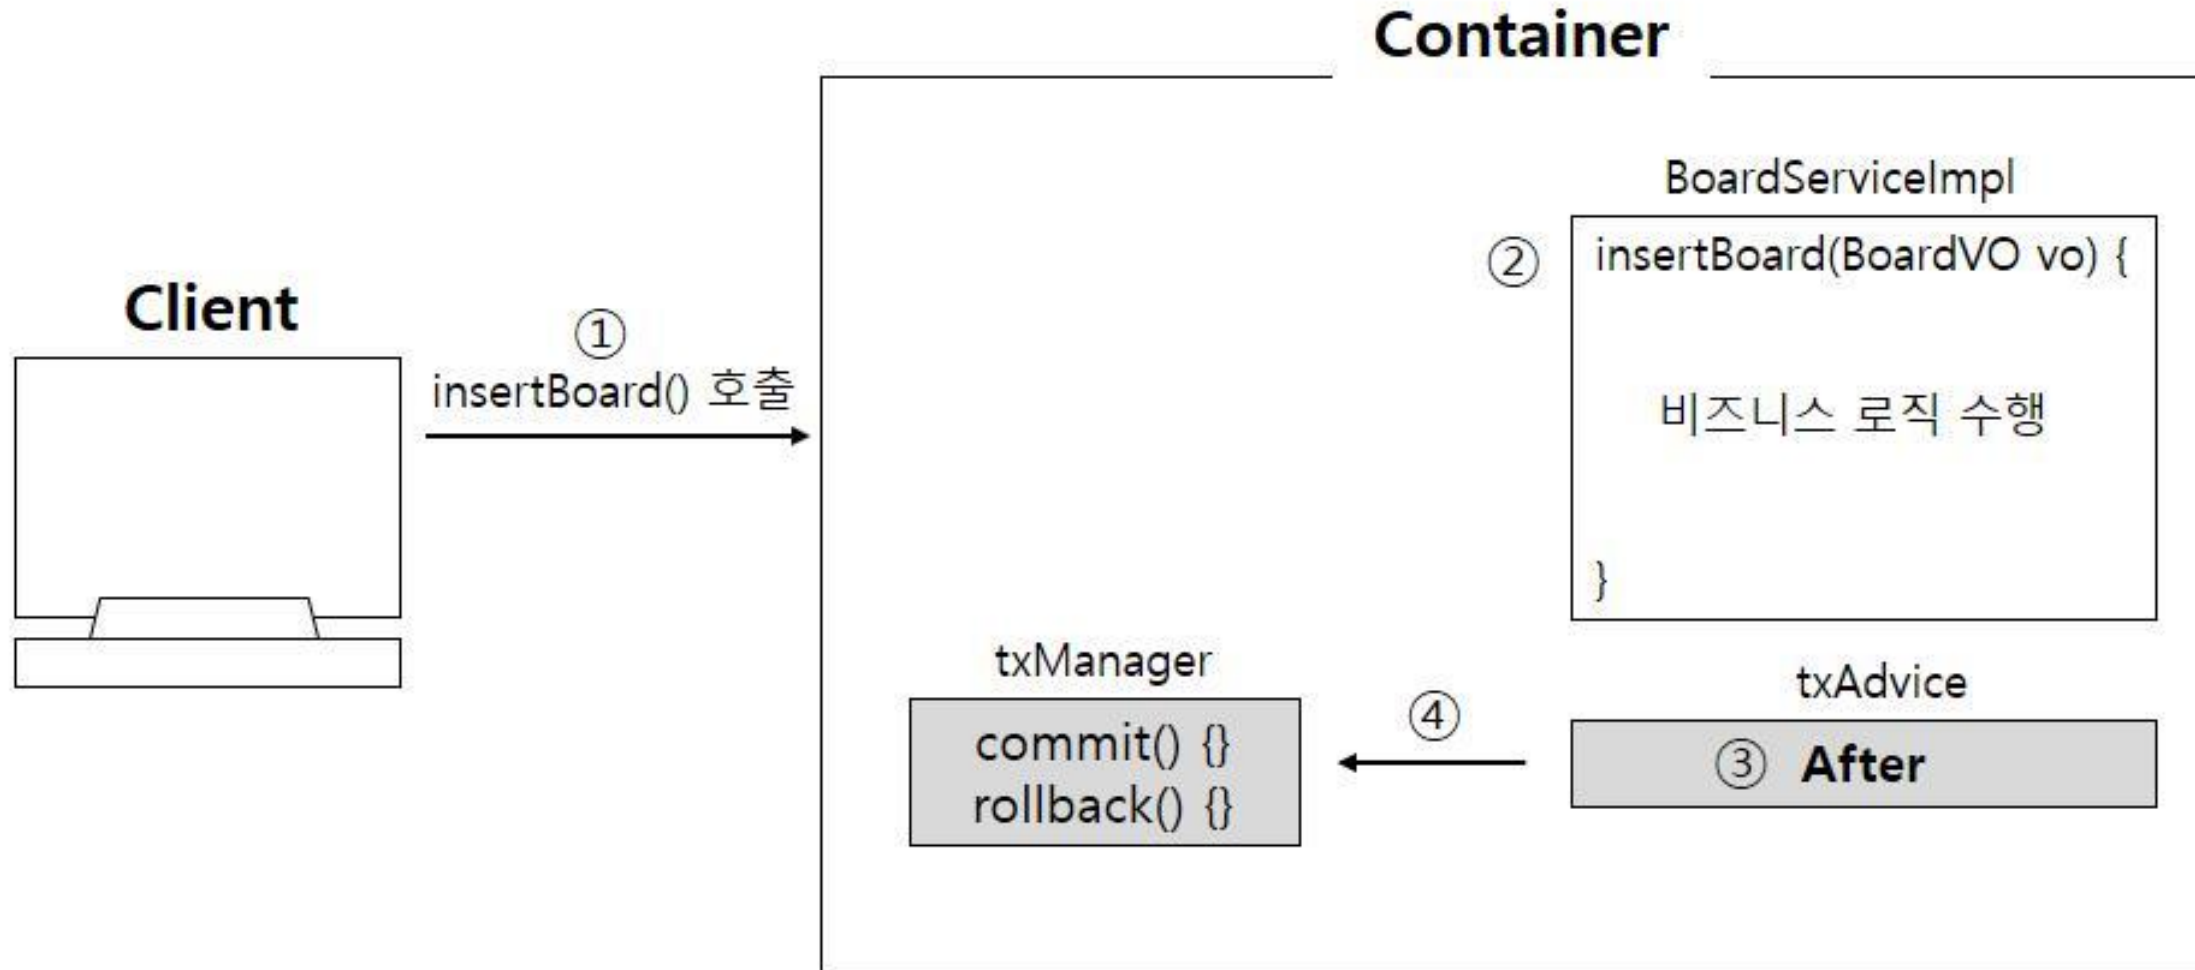 Container
Client
①
insertBoard() 호출
BoardServiceImpl
②
insertBoard(BoardVO vo) {
비즈니스 로직 수행
}
txManager
commit() {}
rollback() {}
④
txAdvice
③ After